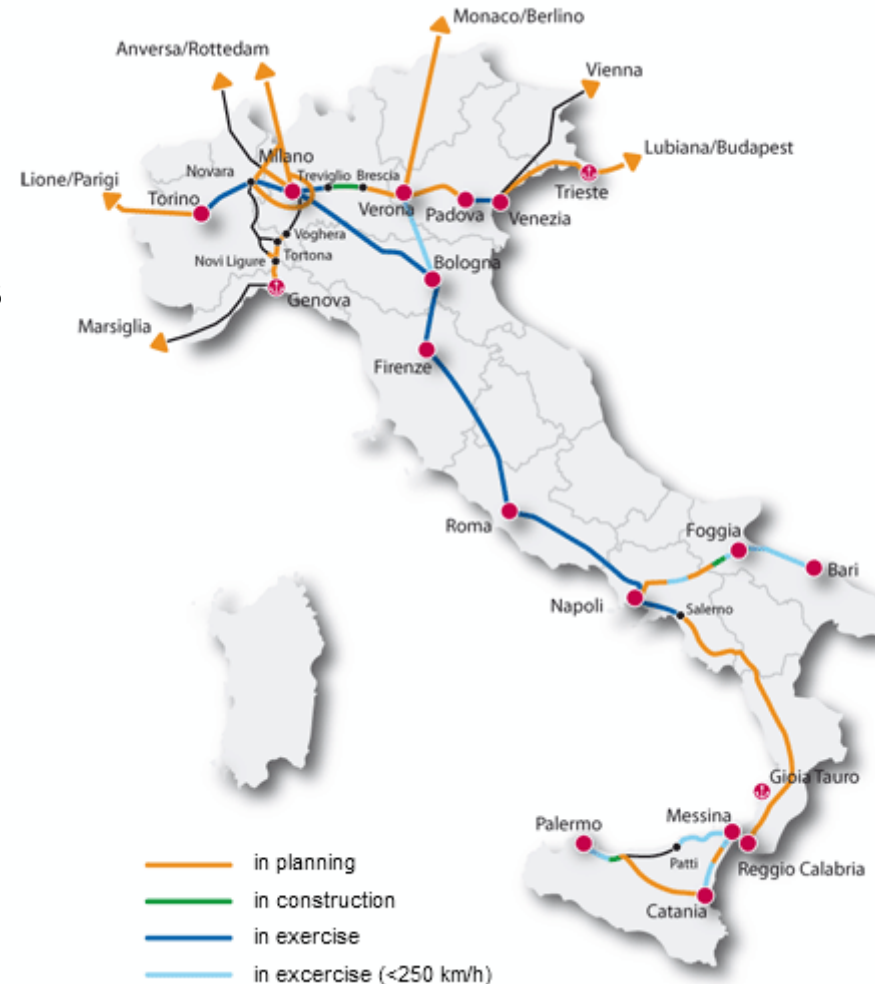 Monaco/Berlino
Anversa/Rottedam
Vienna
Lubiana/Budapest
Milano
Novara
Treviglio
Brescia
Lione/Parigi
Torino
Verona
Padova
Venezia
Trieste
Voghera
Novi Ligure
Tortona
Bologna
Genova
Marsiglia
Firenze
Roma
Foggia
Bari
Napoli
Salerno
Gioia Tauro
Messina
Palermo
Patti
Reggio Calabria
Catania
in planning
in construction
in exercise
in excercise (<250 km/h)